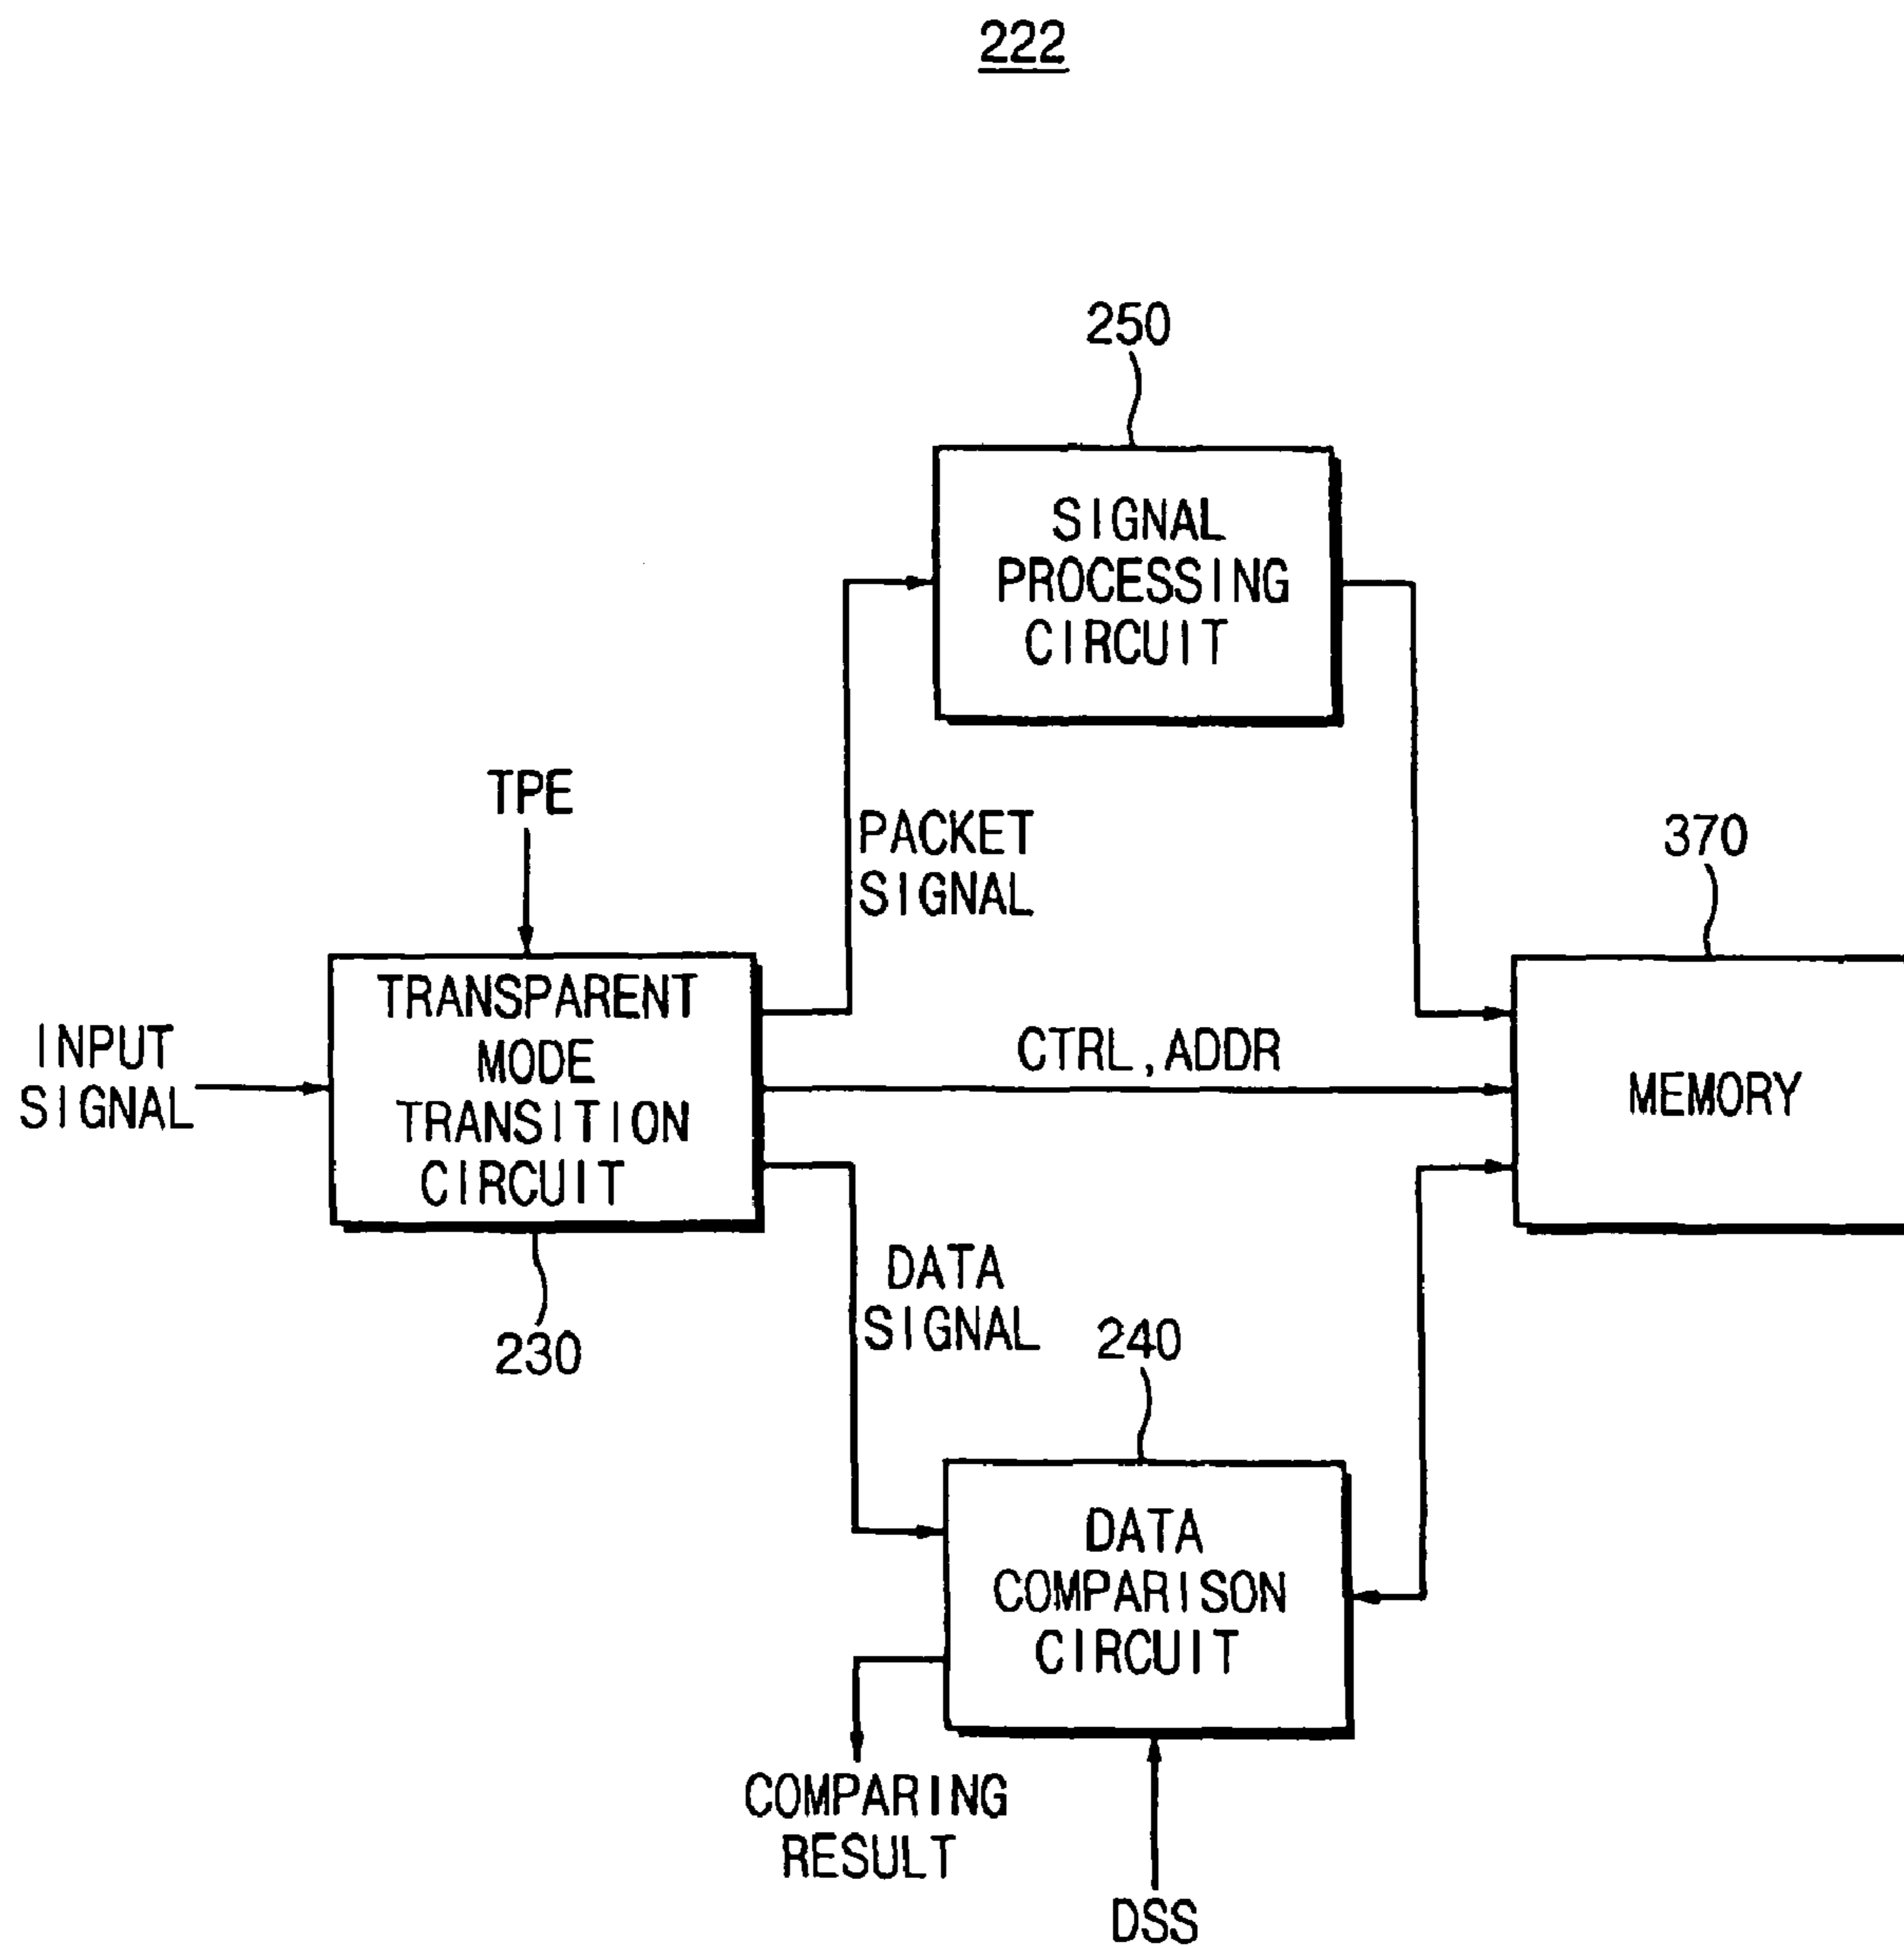 222
250
SIGNAL
PROCESSING
CIRCUIT
TPE
PACKET
SIGNAL
370
INPUT
SIGNAL
TRANSPARENT
MODE
TRANSITION
CIRCUIT
CTRL, ADDR
MEMORY
230
DATA
SIGNAL
240
DATA
COMPARISON
CIRCUIT
COMPARING
RESULT
DSS